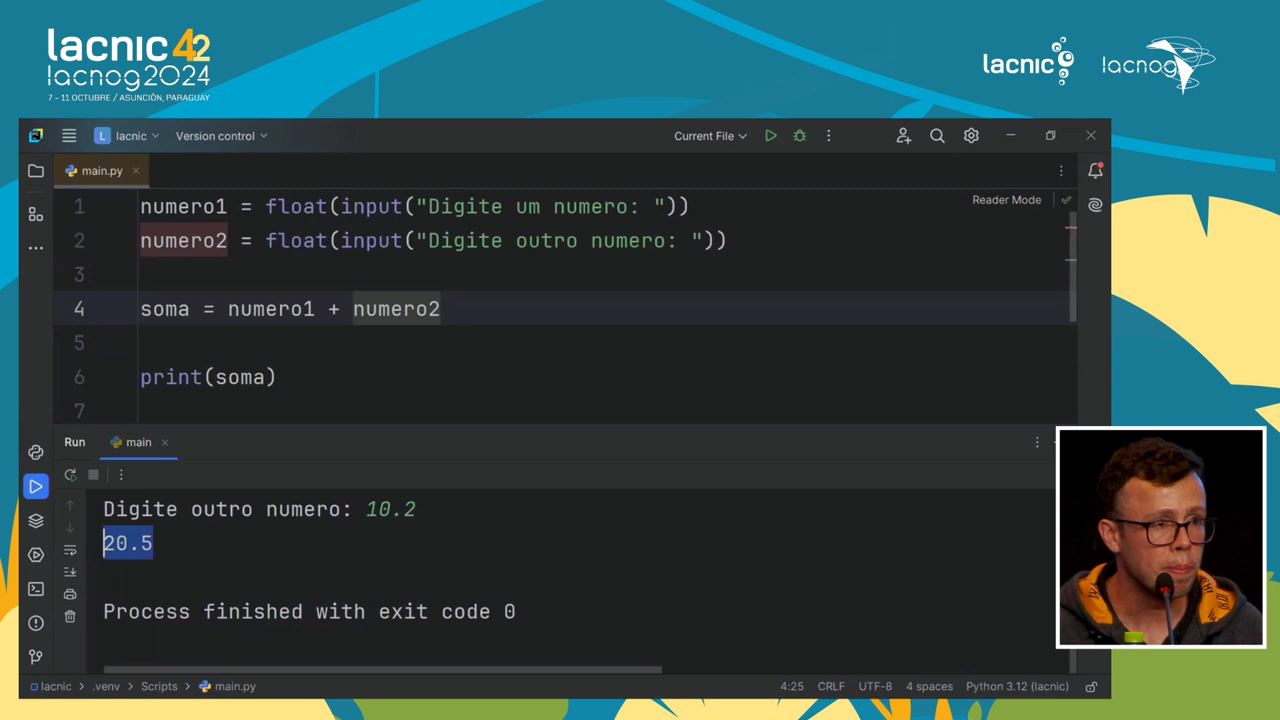 lacnic 42
lacnog2024
7 - 11 OCTUBRE / ASUNCIÓN, PARAGUAY
lacnic
lacnog
L lacnic
Version control
Current File
main.py
Reader Mode
1 numero1 = float(input("Digite um numero: "))
2 numero2 = float(input("Digite outro numero: "))
3
4 soma = numero1 + numero2
5
6 print(soma)
7
Run
main
Digite outro numero: 10.2
20.5
Process finished with exit code 0
lacnic > .venv > Scripts > main.py
4:25 CRLF UTF-8 4 spaces Python 3.12 (lacnic)